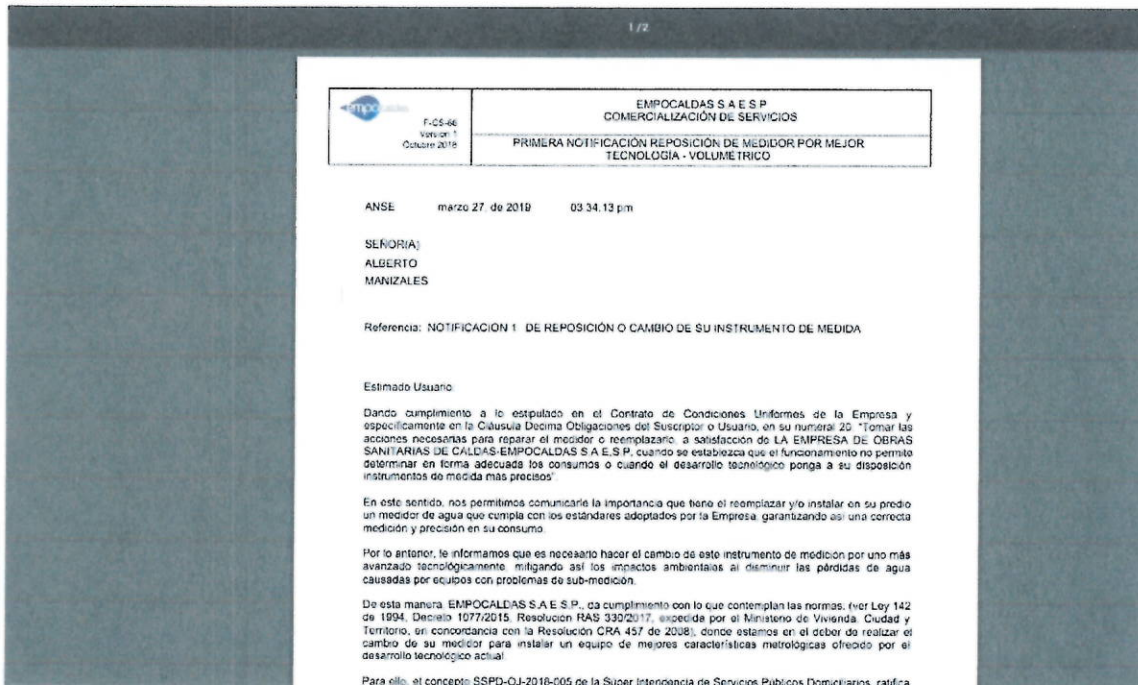 1 / 2
empo
F-CS-66
Versión 1
Octubre 2018
EMPOCALDAS S.A E.S.P
COMERCIALIZACIÓN DE SERVICIOS
PRIMERA NOTIFICACIÓN REPOSICIÓN DE MEDIDOR POR MEJOR
TECNOLOGÍA - VOLUMÉTRICO
ANSE marzo 27, de 2019 03:34:13 pm
SEÑOR(A)
ALBERTO
MANIZALES
Referencia: NOTIFICACION 1 DE REPOSICIÓN O CAMBIO DE SU INSTRUMENTO DE MEDIDA
Estimado Usuario
Dando cumplimiento a lo estipulado en el Contrato de Condiciones Uniformes de la Empresa y
específicamente en la Cláusula Decima Obligaciones del Suscriptor o Usuario, en su numeral 20. "Tomar las
acciones necesarias para reparar el medidor o reemplazarlo, a satisfacción de LA EMPRESA DE OBRAS
SANITARIAS DE CALDAS-EMPOCALDAS S.A.E.S.P, cuando se establezca que el funcionamiento no permita
determinar en forma adecuada los consumos o cuando el desarrollo tecnológico ponga a su disposición
instrumentos de medida más precisos".
En este sentido, nos permitimos comunicarle la importancia que tiene el reemplazar y/o instalar en su predio
un medidor de agua que cumpla con los estándares adoptados por la Empresa, garantizando así una correcta
medición y precisión en su consumo.
Por lo anterior, le informamos que es necesario hacer el cambio de este instrumento de medición por uno más
avanzado tecnológicamente, mitigando así los impactos ambientales al disminuir las pérdidas de agua
causadas por equipos con problemas de sub-medición.
De esta manera, EMPOCALDAS S.A E.S.P., da cumplimiento con lo que contemplan las normas, (ver Ley 142
de 1994, Decreto 1077/2015, Resolución RAS 330/2017, expedida por el Ministerio de Vivienda, Ciudad y
Territorio, en concordancia con la Resolución CRA 457 de 2008), donde estamos en el deber de realizar el
cambio de su medidor para instalar un equipo de mejores características metrológicas ofrecido por el
desarrollo tecnológico actual.
Para ello, el concepto SSPD-OJ-2018-005 de la Súper Intendencia de Servicios Públicos Domiciliarios, ratifica